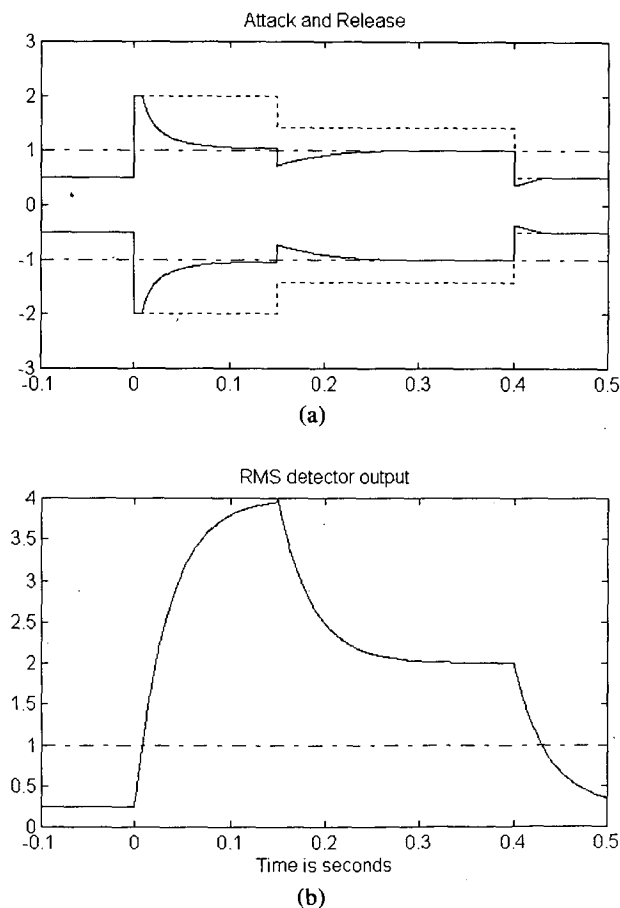 Attack and Release
3
2
1
0
-1
-2
-3
-0.1 0 0.1 0.2 0.3 0.4 0.5
(a)
RMS detector output
4
3.5
3
2.5
2
1.5
1
0.5
0
-0.1 0 0.1 0.2 0.3 0.4 0.5
Time is seconds
(b)